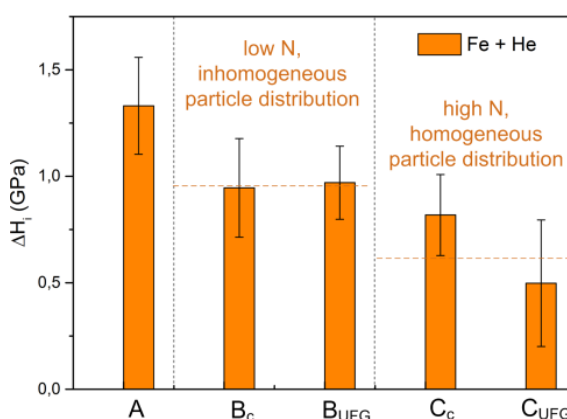 Fe + He
low N,
inhomogeneous
particle distribution
high N,
homogeneous
particle distribution
ΔHi (GPa)
1,5
1,0
0,5
0,0
A Bc BUFG Cc CUFG